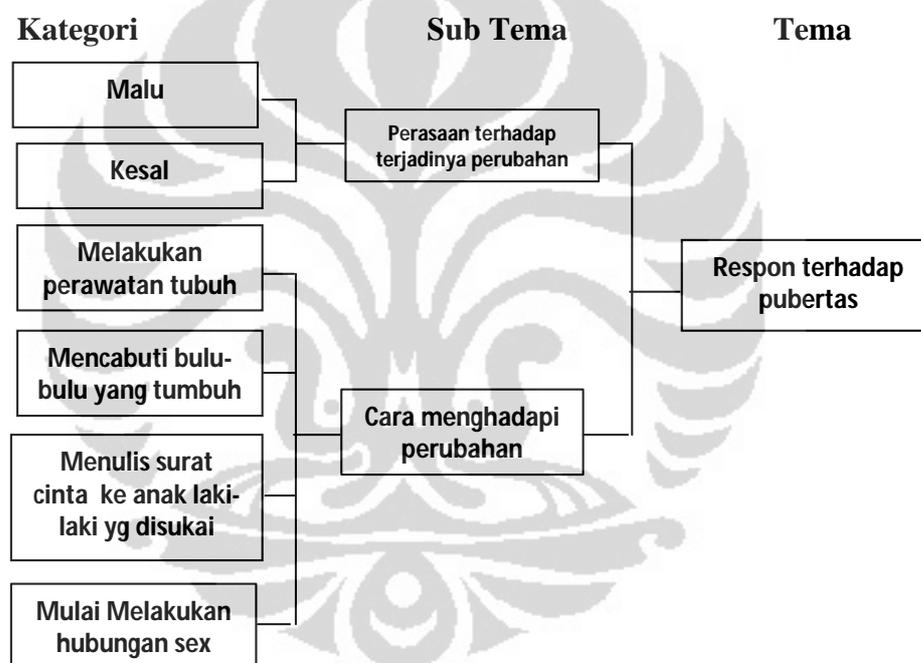 Kategori Sub Tema Tema
Malu
Kesal
Melakukan
perawatan tubuh
Mencabuti bulu-
bulu yang tumbuh
Menulis surat
cinta ke anak laki-
laki yg disukai
Mulai Melakukan
hubungan sex
Perasaan terhadap
terjadinya perubahan
Cara menghadapi
perubahan
Respon terhadap
pubertas